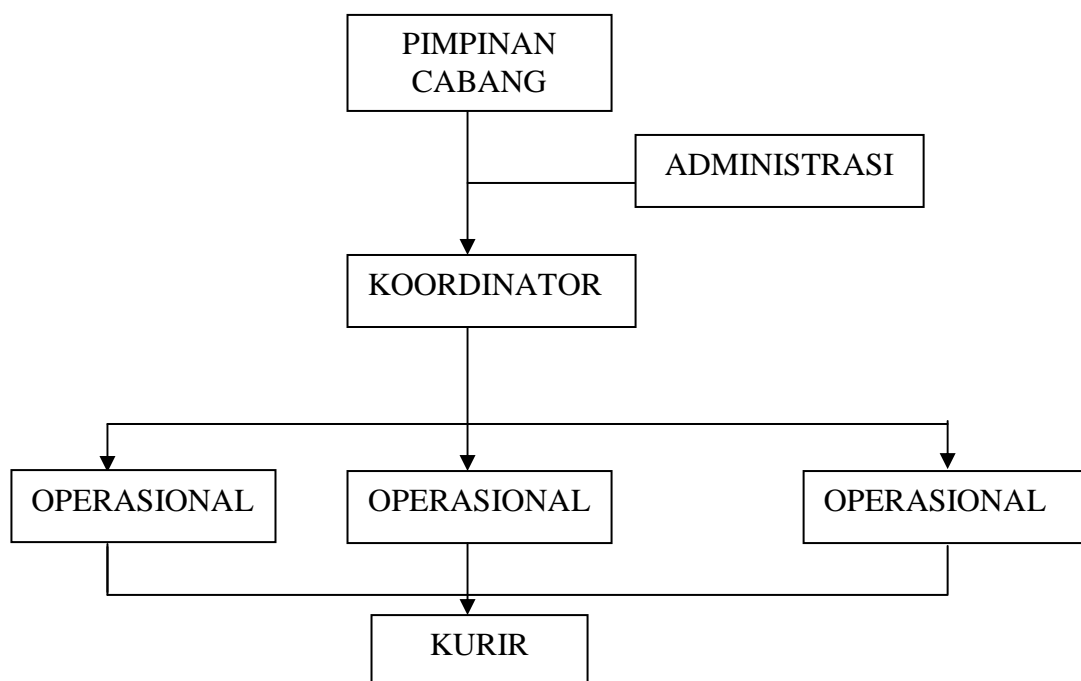 PIMPINAN
CABANG
ADMINISTRASI
KOORDINATOR
OPERASIONAL
OPERASIONAL
OPERASIONAL
KURIR